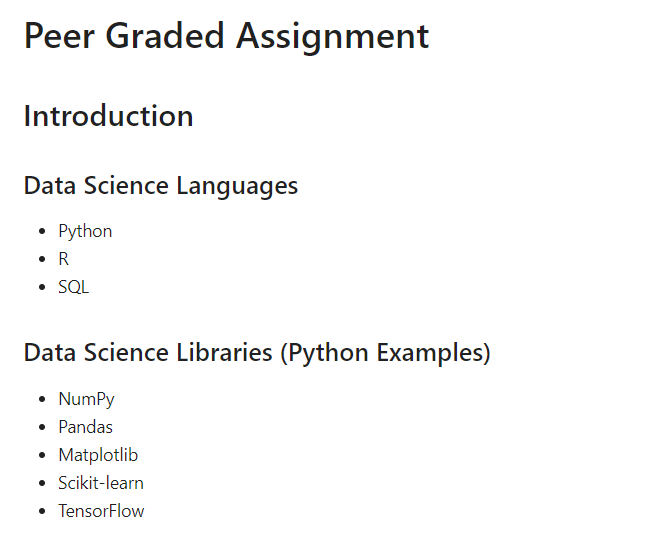 Peer Graded Assignment
Introduction
Data Science Languages
Python
R
SQL
Data Science Libraries (Python Examples)
NumPy
Pandas
Matplotlib
Scikit-learn
TensorFlow